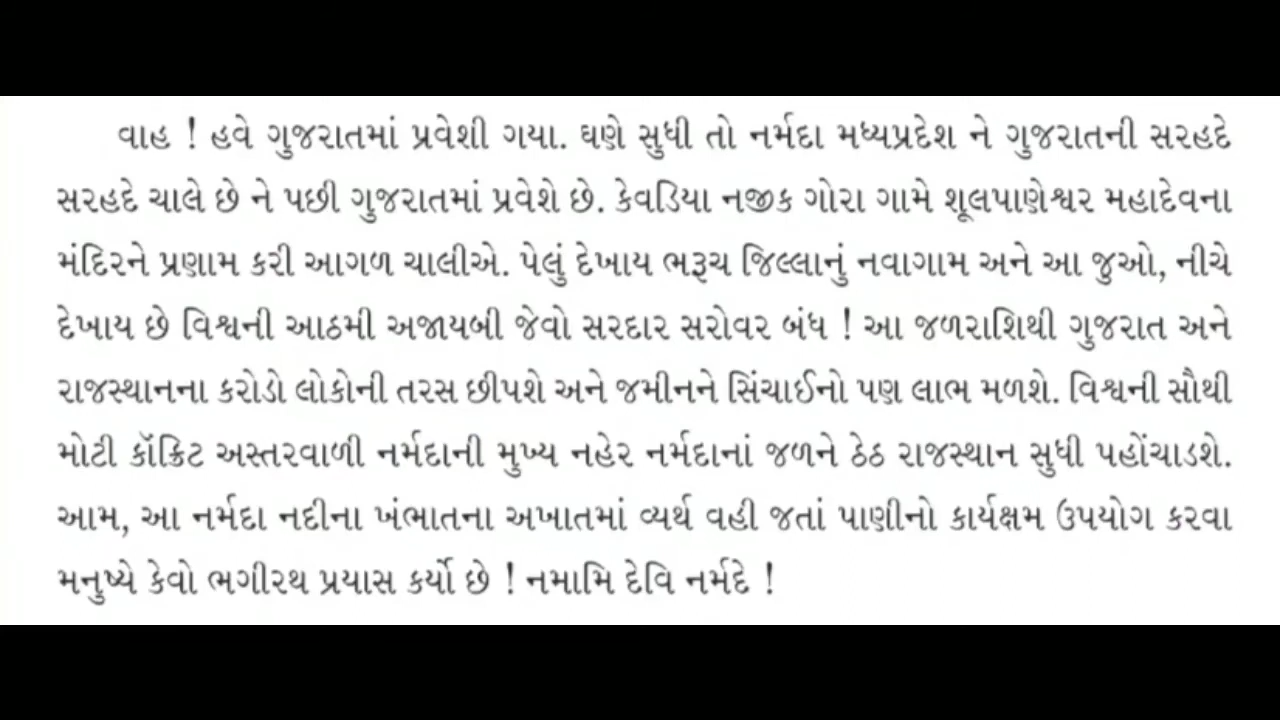 વાહ ! હવે ગુજરાતમાં પ્રવેશી ગયા. ઘણે સુધી તો નર્મદા મધ્યપ્રદેશ ને ગુજરાતની સરહદે
સરહદે ચાલે છે ને પછી ગુજરાતમાં પ્રવેશે છે. કેવડિયા નજીક ગોરા ગામે શૂલપાણેશ્વર મહાદેવના
મંદિરને પ્રણામ કરી આગળ ચાલીએ. પેલું દેખાય ભરૂચ જિલ્લાનું નવાગામ અને આ જુઓ, નીચે
દેખાય છે વિશ્વની આઠમી અજાયબી જેવો સરદાર સરોવર બંધ ! આ જળરાશિથી ગુજરાત અને
રાજસ્થાનના કરોડો લોકોની તરસ છીપશે અને જમીનને સિંચાઈનો પણ લાભ મળશે. વિશ્વની સૌથી
મોટી કૉંક્રિટ અસ્તરવાળી નર્મદાની મુખ્ય નહેર નર્મદાનાં જળને ઠેઠ રાજસ્થાન સુધી પહોંચાડશે.
આમ, આ નર્મદા નદીના ખંભાતના અખાતમાં વ્યર્થ વહી જતાં પાણીનો કાર્યક્ષમ ઉપયોગ કરવા
મનુષ્યે કેવો ભગીરથ પ્રયાસ કર્યો છે ! નમામિ દેવિ નર્મદે !